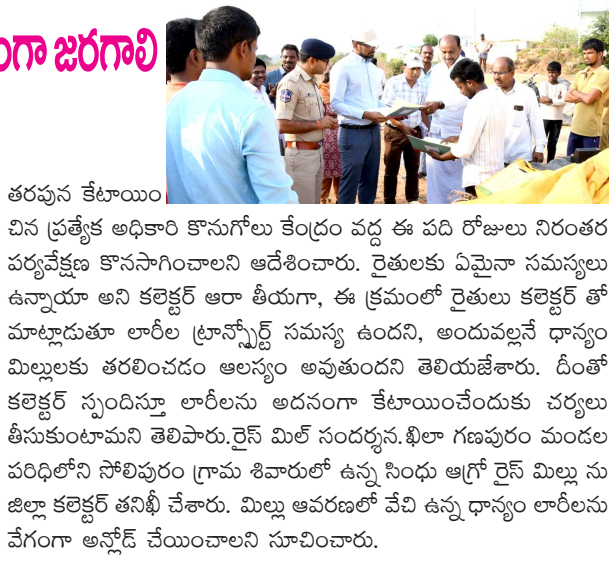 ంగా జరగాలి
తరపున కేటాయిం
చిన ప్రత్యేక అధికారి కొనుగోలు కేంద్రం వద్ద ఈ పది రోజులు నిరంతర
పర్యవేక్షణ కొనసాగించాలని ఆదేశించారు. రైతులకు ఏమైనా సమస్యలు
ఉన్నాయా అని కలెక్టర్ ఆరా తీయగా, ఈ క్రమంలో రైతులు కలెక్టర్ తో
మాట్లాడుతూ లారీల ట్రాన్స్పోర్ట్ సమస్య ఉందని, అందువల్లనే ధాన్యం
మిల్లులకు తరలించడం ఆలస్యం అవుతుందని తెలియజేశారు. దీంతో
కలెక్టర్ స్పందిస్తూ లారీలను అదనంగా కేటాయించేందుకు చర్యలు
తీసుకుంటామని తెలిపారు.రైస్ మిల్ సందర్శన.ఖిలా గణపురం మండల
పరిధిలోని సోలిపురం గ్రామ శివారులో ఉన్న సింధు ఆగ్రో రైస్ మిల్లు ను
జిల్లా కలెక్టర్ తనిఖీ చేశారు. మిల్లు ఆవరణలో వేచి ఉన్న ధాన్యం లారీలను
వేగంగా అన్లోడ్ చేయించాలని సూచించారు.